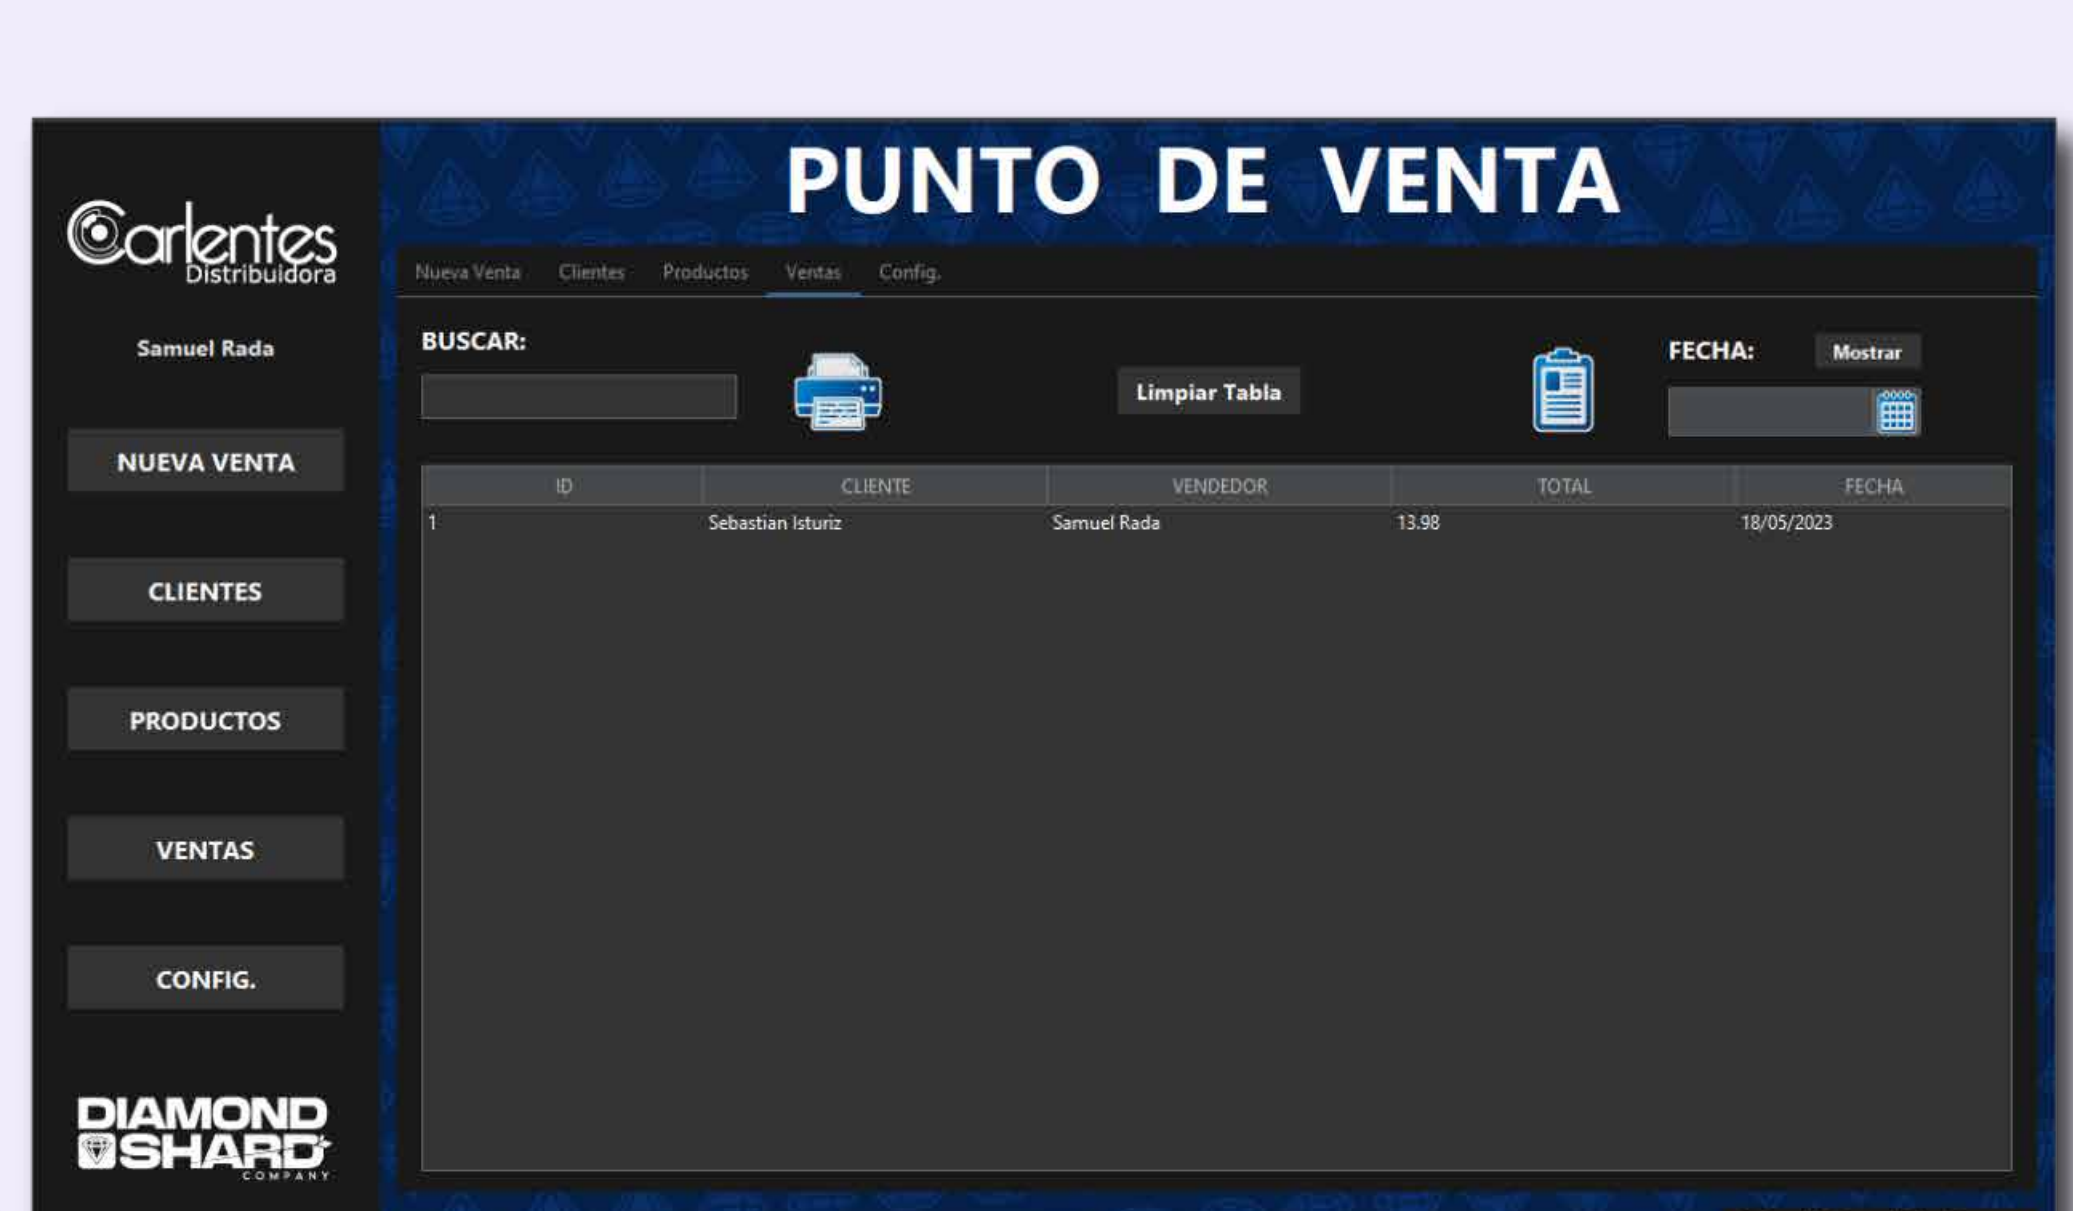 PUNTO DE VENTA
Carlentes
Distribuidora
Samuel Rada
NUEVA VENTA
CLIENTES
PRODUCTOS
VENTAS
CONFIG.
DIAMOND
SHARD
COMPANY
Nueva Venta Clientes Productos Ventas Config.
BUSCAR:
Limpiar Tabla
FECHA: Mostrar
ID CLIENTE VENDEDOR TOTAL FECHA
1 Sebastian Isturiz Samuel Rada 13.98 18/05/2023